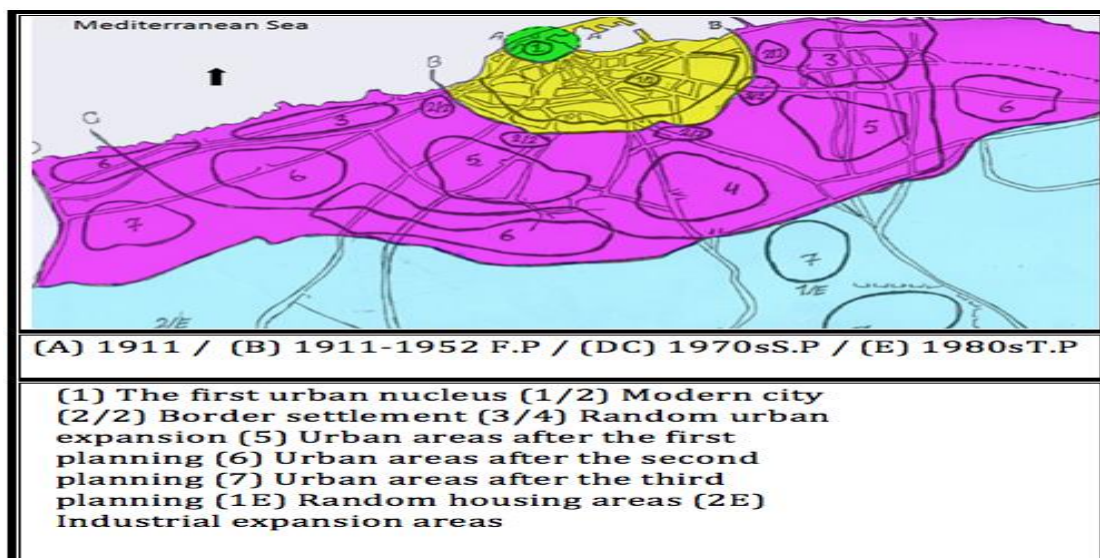 Mediterranean Sea
A
A
B
B
1
2/2
2/2
3
3
C
5
6
2/2
2/2
5
6
6
4
7
6
7
1/E
2/E
(A) 1911 / (B) 1911-1952 F.P / (DC) 1970sS.P / (E) 1980sT.P
(1) The first urban nucleus (1/2) Modern city
(2/2) Border settlement (3/4) Random urban
expansion (5) Urban areas after the first
planning (6) Urban areas after the second
planning (7) Urban areas after the third
planning (1E) Random housing areas (2E)
Industrial expansion areas